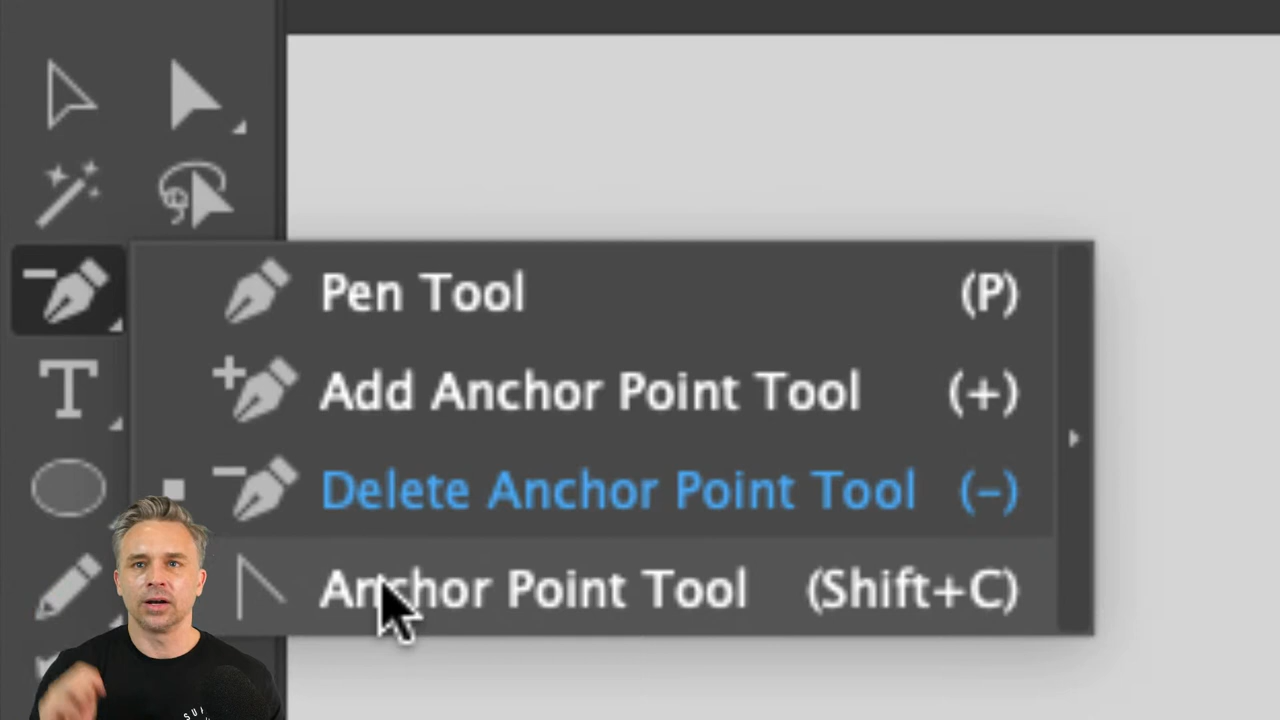 Pen Tool (P)
Add Anchor Point Tool (+)
Delete Anchor Point Tool (–)
Anchor Point Tool (Shift+C)